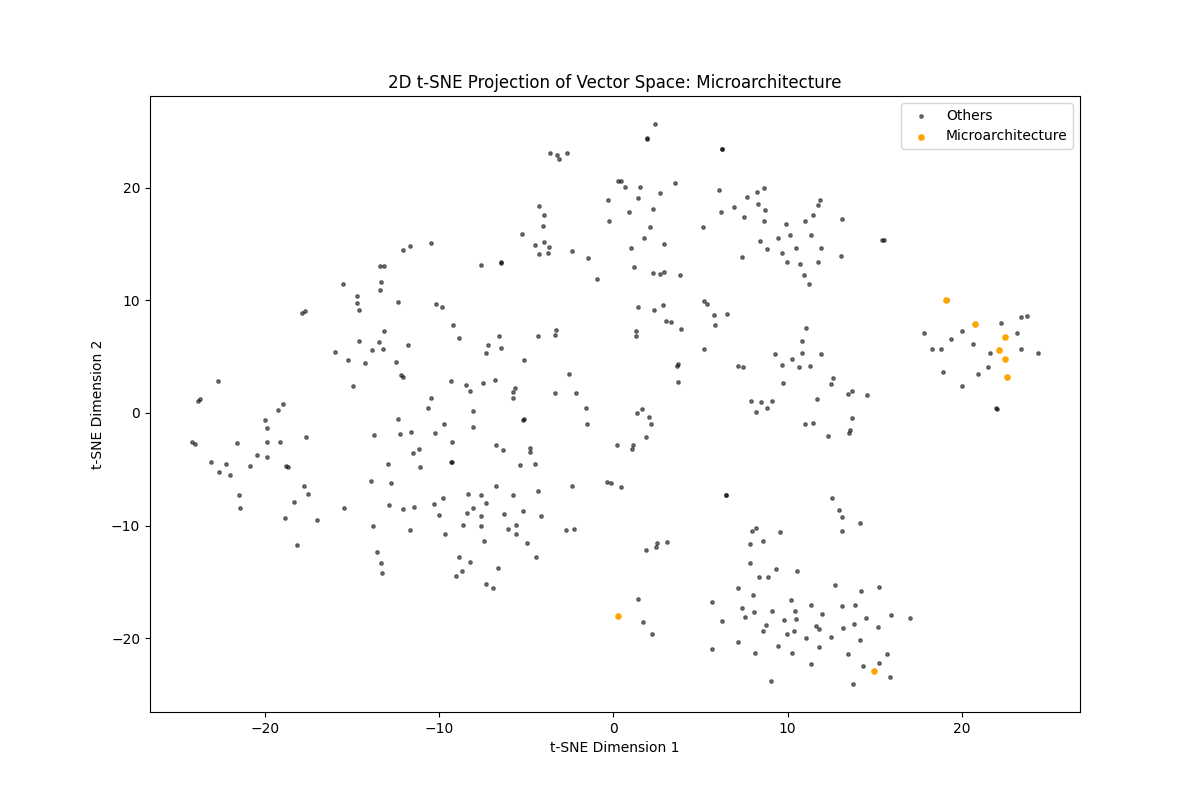 2D t-SNE Projection of Vector Space: Microarchitecture
Others
Microarchitecture
20
10
0
−10
−20
t-SNE Dimension 2
−20
−10
0
10
20
t-SNE Dimension 1